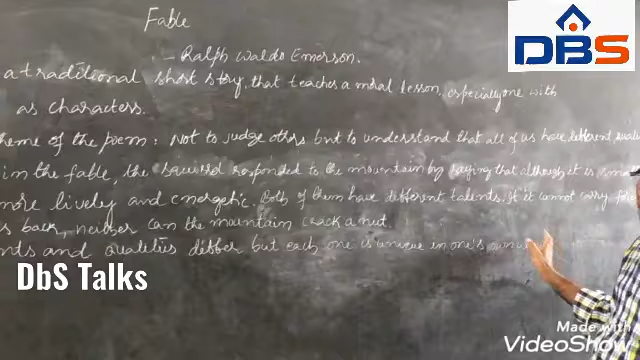 Fable
- Ralph Waldo Emerson.
a traditional short story, that teaches a moral lesson, especially one with
as characters.
heme of the poem: Not to judge others but to understand that all of us have different
in the fable, the squirrel responded to the mountain by saying that although it is
more lively and energetic. Both of them have different talents. If it cannot carry
s back, neither can the mountain crack a nut.
nts and qualities differ but each one is unique in one's own
DBS
DbS Talks
Made with
VideoShow